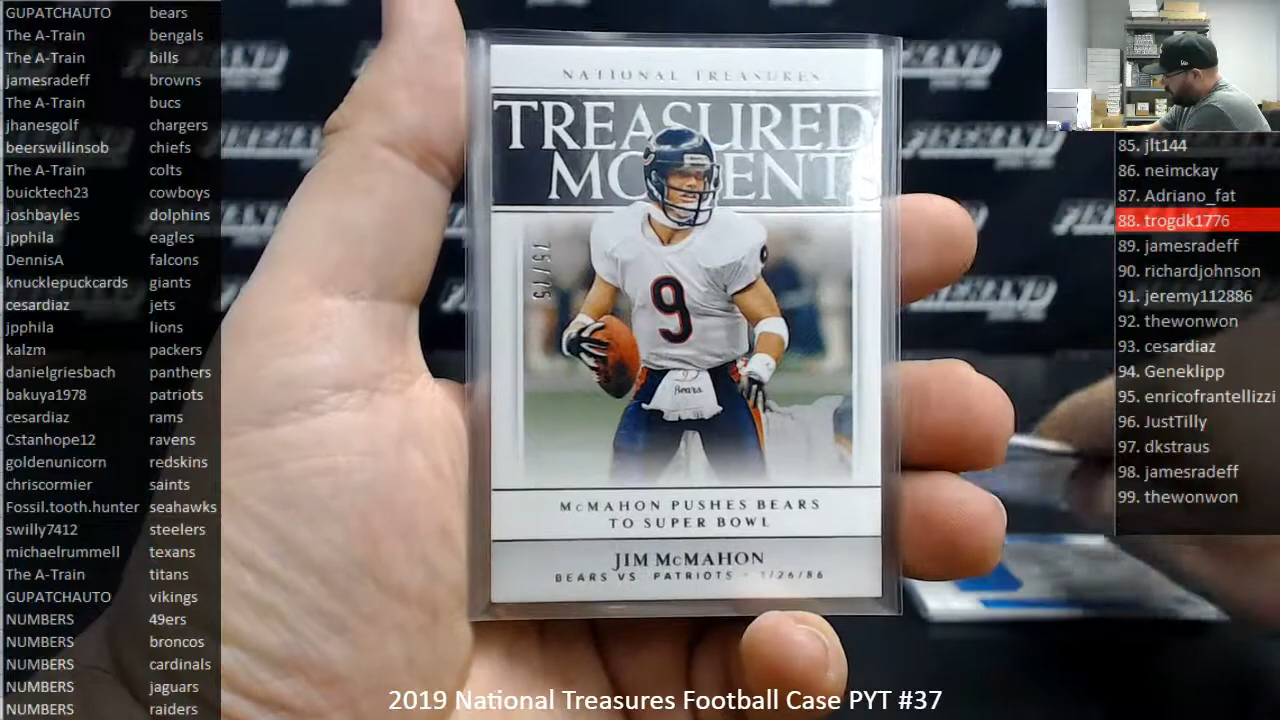 GUPATCHAUTO bears
The A-Train bengals
The A-Train bills
jamesradeff browns
The A-Train bucs
jhanesgolf chargers
beerswillinsob chiefs
The A-Train colts
buicktech23 cowboys
joshbayles dolphins
jpphila eagles
DennisA falcons
knucklepuckcards giants
cesardiaz jets
jpphila lions
kalzm packers
danielgriesbach panthers
bakuya1978 patriots
cesardiaz rams
Cstanhope12 ravens
goldenunicorn redskins
chriscormier saints
Fossil.tooth.hunter seahawks
swilly7412 steelers
michaelrummell texans
The A-Train titans
GUPATCHAUTO vikings
NUMBERS 49ers
NUMBERS broncos
NUMBERS cardinals
NUMBERS jaguars
NUMBERS raiders
NATIONAL TREASURES
TREASURED
MOMENTS
75/75
9
Bears
McMAHON PUSHES BEARS
TO SUPER BOWL
JIM McMAHON
BEARS VS. PATRIOTS - 1/26/86
85. jlt144
86. neimckay
87. Adriano_fat
88. trogdk1776
89. jamesradeff
90. richardjohnson
91. jeremy112886
92. thewonwon
93. cesardiaz
94. Geneklipp
95. enricofrantellizzi
96. JustTilly
97. dkstraus
98. jamesradeff
99. thewonwon
2019 National Treasures Football Case PYT #37